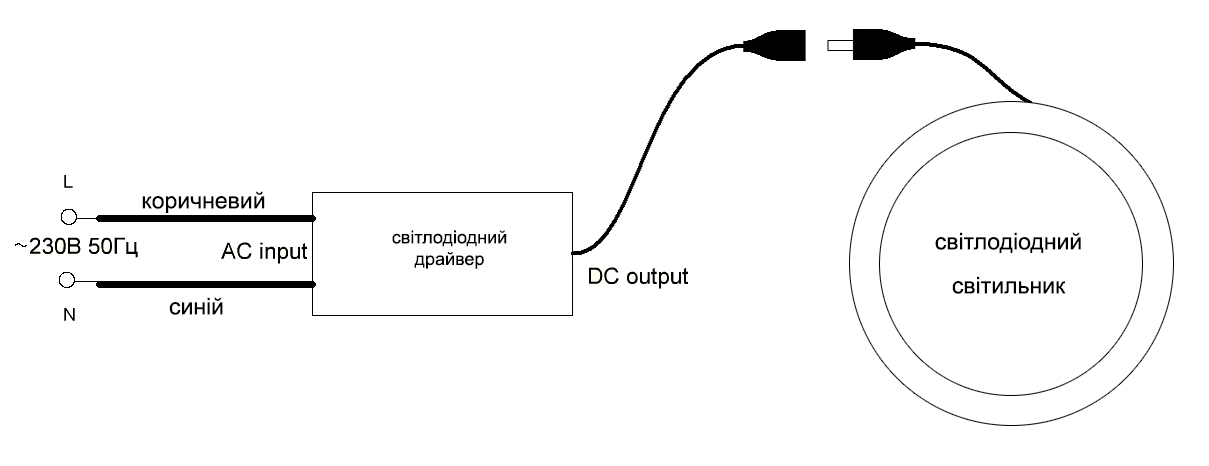 L
коричневий
~230В 50Гц
AC input
синій
N
світлодіодний
драйвер
DC output
світлодіодний
світильник